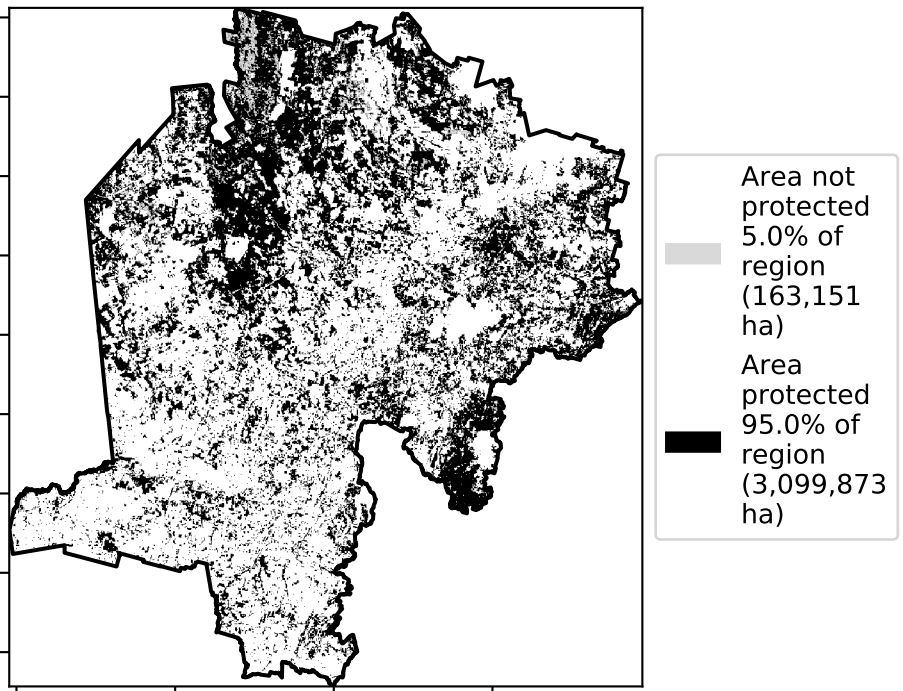 Area not
protected
5.0% of
region
(163,151
ha)
Area
protected
95.0% of
region
(3,099,873
ha)